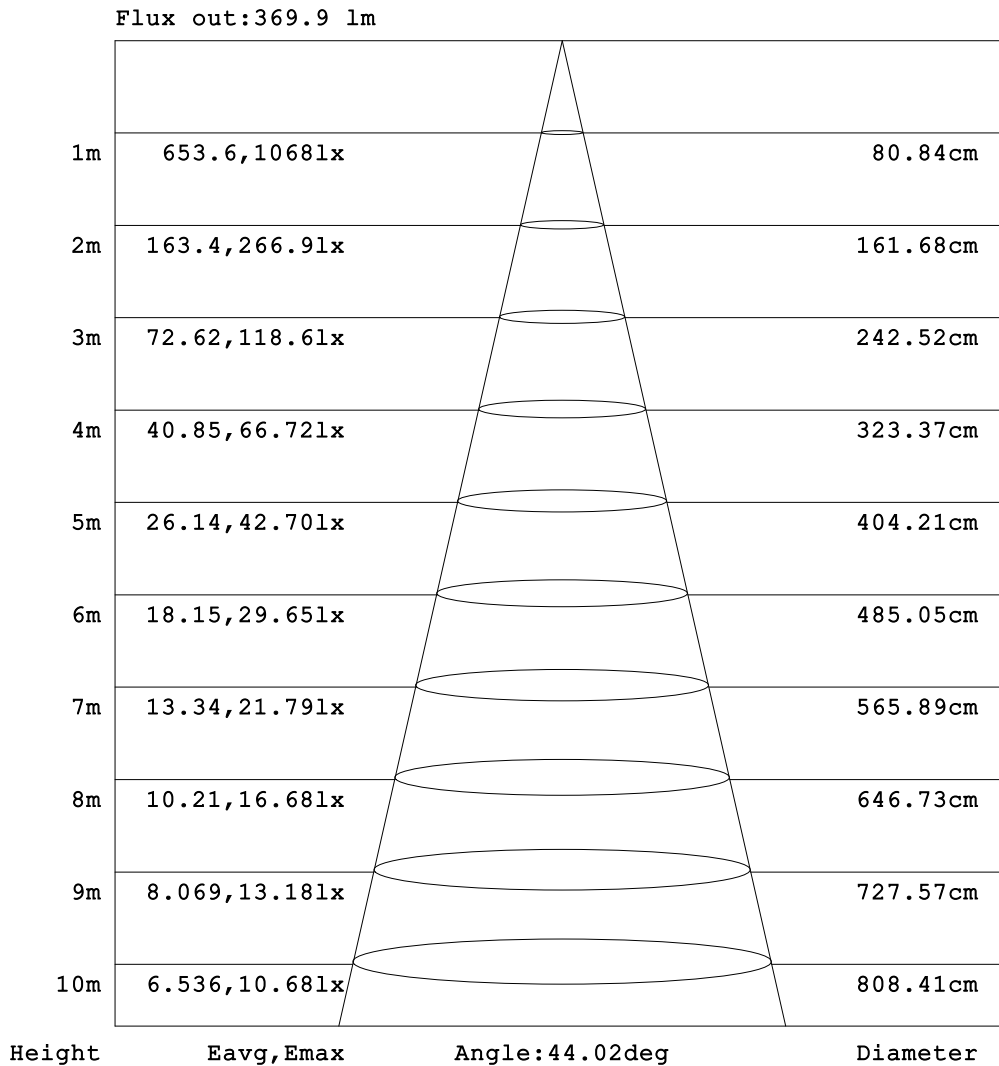 Flux out:369.9 lm
1m 653.6,1068lx 80.84cm
2m 163.4,266.9lx 161.68cm
3m 72.62,118.6lx 242.52cm
4m 40.85,66.72lx 323.37cm
5m 26.14,42.70lx 404.21cm
6m 18.15,29.65lx 485.05cm
7m 13.34,21.79lx 565.89cm
8m 10.21,16.68lx 646.73cm
9m 8.069,13.18lx 727.57cm
10m 6.536,10.68lx 808.41cm
Height Eavg,Emax Angle:44.02deg Diameter